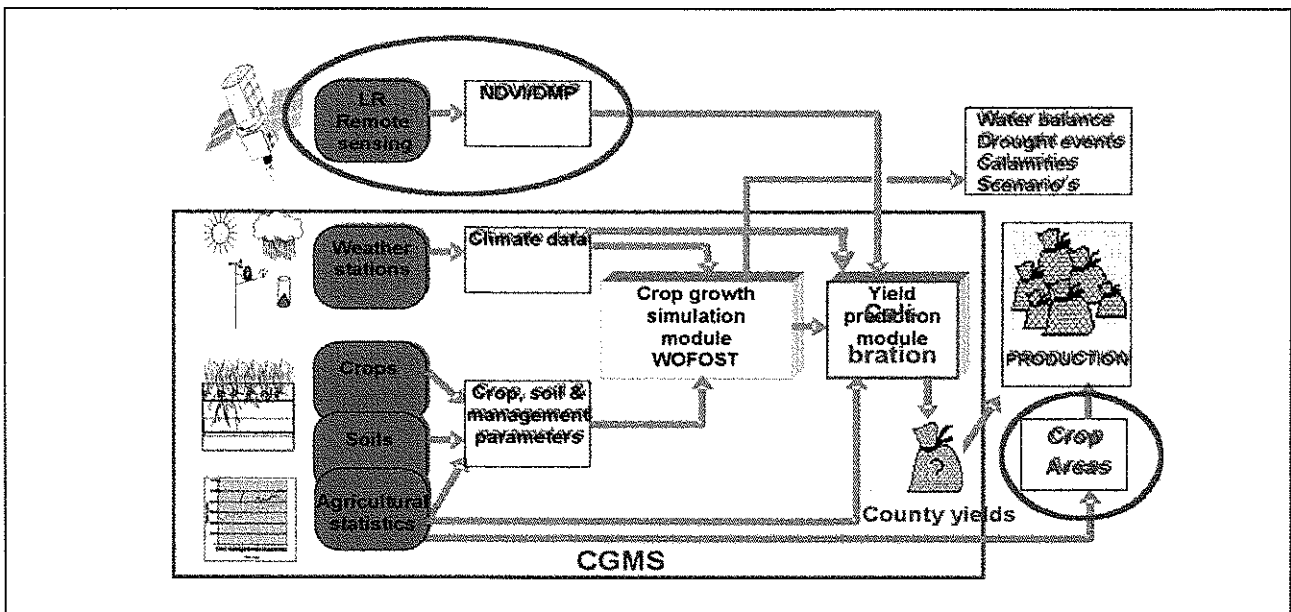 LR
Remote
sensing
NDVI/DMP
Water balance
Drought events
Calamities
Scenario's
Weather
stations
Climate data
Crop growth
simulation
module
WOFOST
Yield
prediction
module
Cali-
bration
PRODUCTION
Crops
Crop, soil &
management
parameters
Soils
Agricultural
statistics
?
Crop
Areas
County yields
CGMS